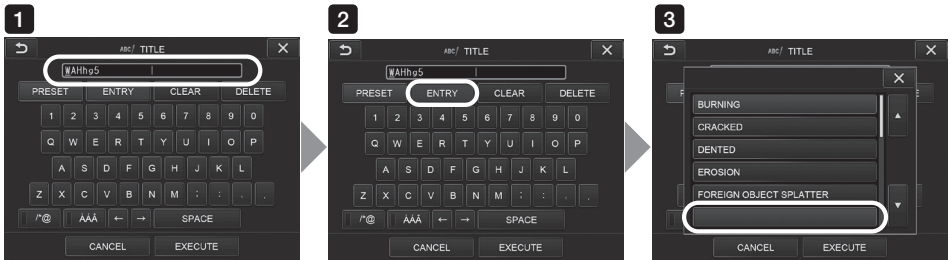 1
ABC/ TITLE
WAHhg5
PRESET ENTRY CLEAR DELETE
1 2 3 4 5 6 7 8 9 0
Q W E R T Y U I O P
A S D F G H J K L
Z X C V B N M ; : , .
/*@ ÀÁÂ ← → SPACE
CANCEL EXECUTE
2
ABC/ TITLE
WAHhg5
PRESET ENTRY CLEAR DELETE
1 2 3 4 5 6 7 8 9 0
Q W E R T Y U I O P
A S D F G H J K L
Z X C V B N M ; : , .
/*@ ÀÁÂ ← → SPACE
CANCEL EXECUTE
3
ABC/ TITLE
BURNING
CRACKED
DENTED
EROSION
FOREIGN OBJECT SPLATTER
CANCEL EXECUTE